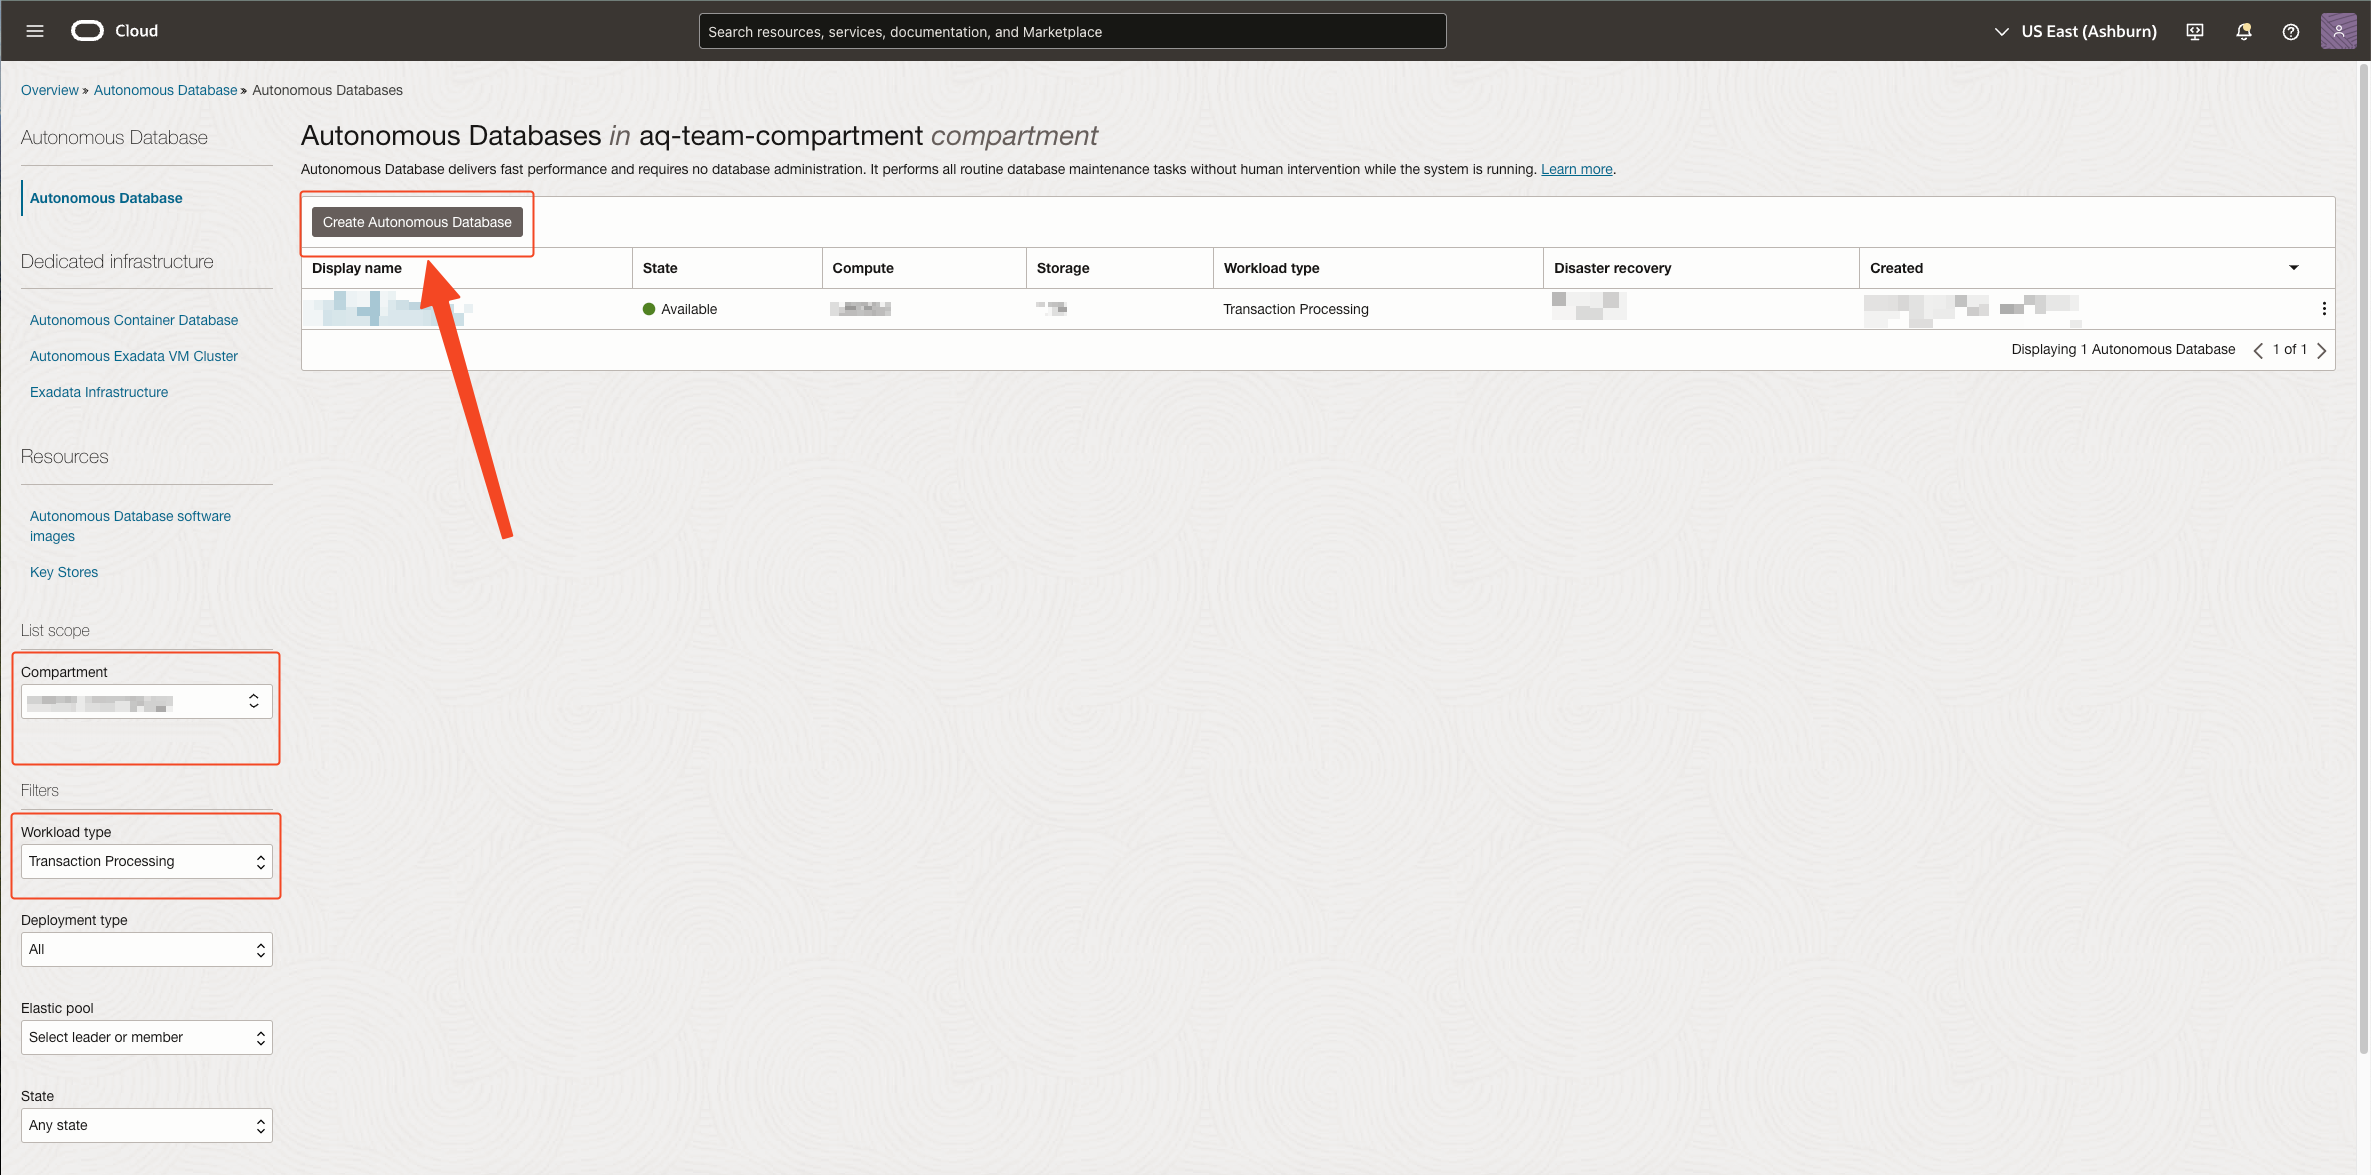 Cloud
Search resources, services, documentation, and Marketplace
US East (Ashburn)
Overview » Autonomous Database » Autonomous Databases
Autonomous Database
Autonomous Database
Dedicated infrastructure
Autonomous Container Database
Autonomous Exadata VM Cluster
Exadata Infrastructure
Resources
Autonomous Database software
images
Key Stores
List scope
Compartment
Filters
Workload type
Transaction Processing
Deployment type
All
Elastic pool
Select leader or member
State
Any state
Autonomous Databases in aq-team-compartment compartment
Autonomous Database delivers fast performance and requires no database administration. It performs all routine database maintenance tasks without human intervention while the system is running. Learn more.
Create Autonomous Database
Display name State Compute Storage Workload type Disaster recovery Created
Available Transaction Processing
Displaying 1 Autonomous Database 1 of 1